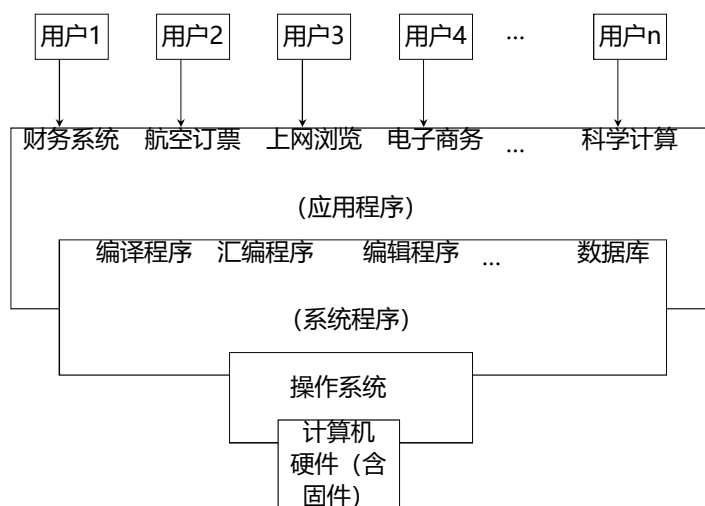 用户1 用户2 用户3 用户4 … 用户n
财务系统 航空订票 上网浏览 电子商务 … 科学计算
（应用程序）
编译程序 汇编程序 编辑程序 … 数据库
（系统程序）
操作系统
计算机
硬件（含
固件）